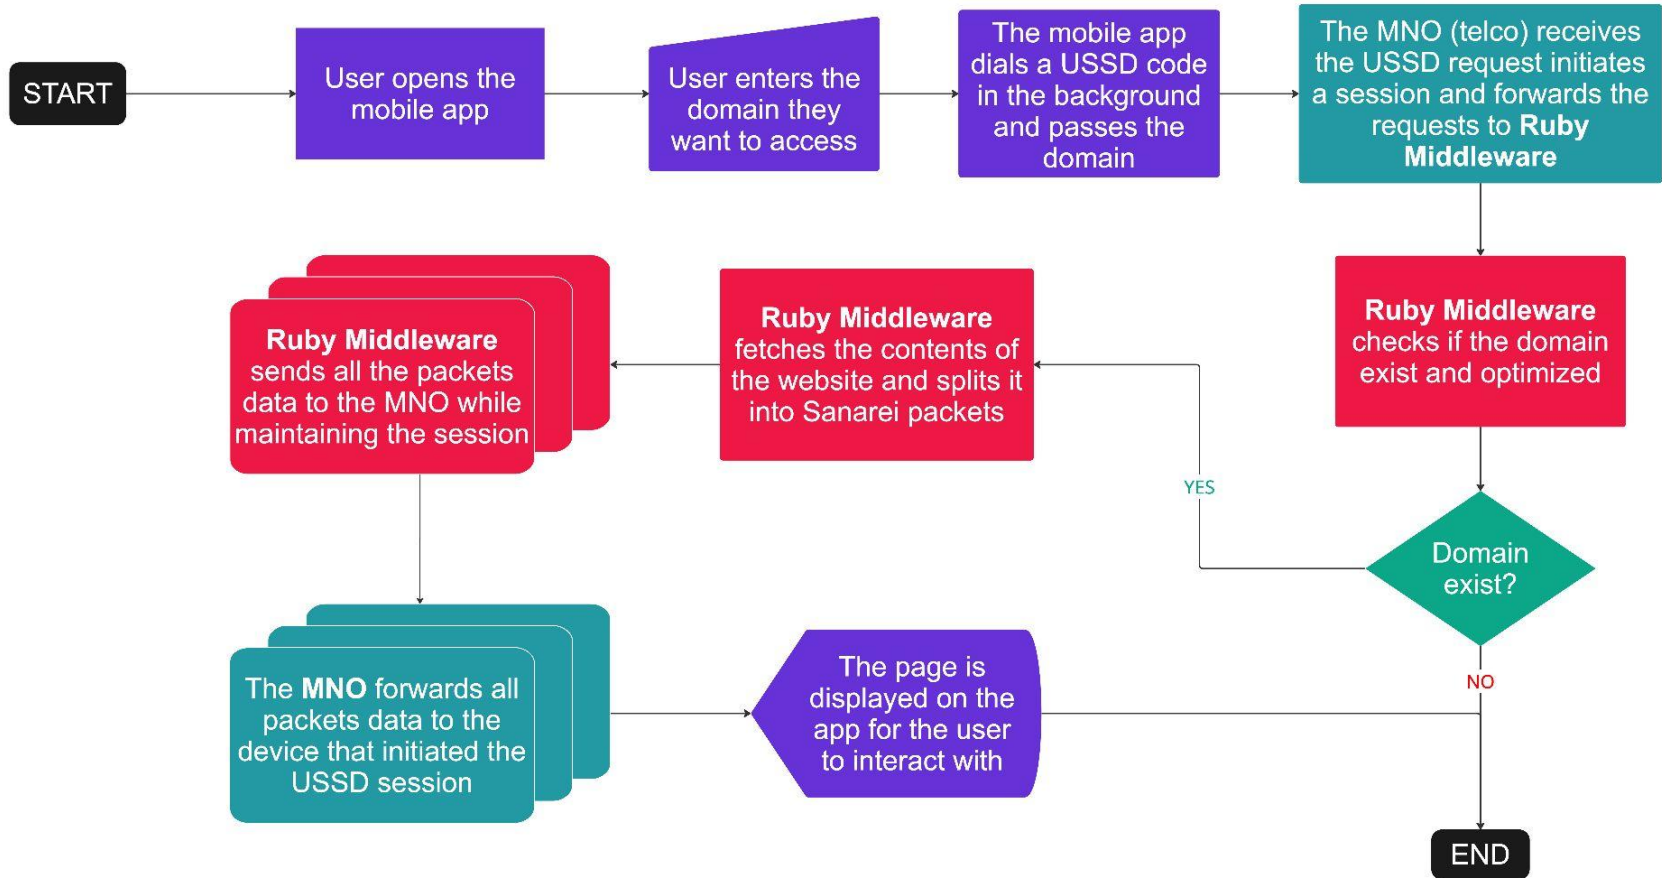 START
User opens the
mobile app
User enters the
domain they
want to access
The mobile app
dials a USSD code
in the background
and passes the
domain
The MNO (telco) receives
the USSD request initiates
a session and forwards the
requests to Ruby
Middleware
Ruby Middleware
checks if the domain
exist and optimized
Domain
exist?
YES
NO
Ruby Middleware
fetches the contents of
the website and splits it
into Sanarei packets
Ruby Middleware
sends all the packets
data to the MNO while
maintaining the session
The MNO forwards all
packets data to the
device that initiated the
USSD session
The page is
displayed on the
app for the user
to interact with
END